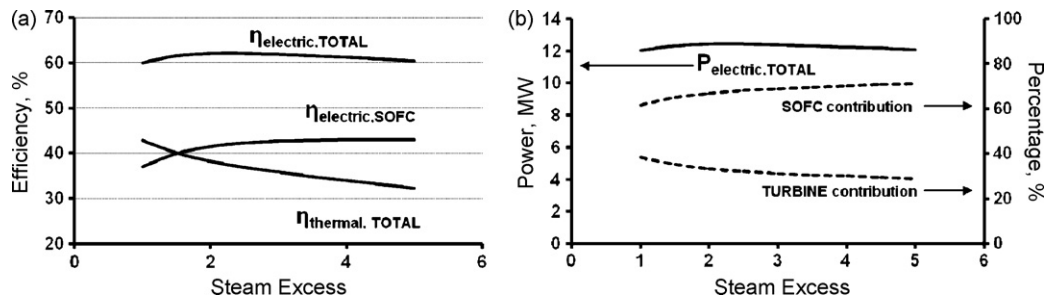 (a)
70
60
50
40
30
20
Efficiency, %
ηelectric.TOTAL
ηelectric.SOFC
ηthermal. TOTAL
0 2 4 6
Steam Excess
(b)
14
12
10
8
6
4
2
0
Power, MW
Pelectric.TOTAL
SOFC contribution
TURBINE contribution
100
80
60
40
20
0
Percentage, %
0 1 2 3 4 5 6
Steam Excess